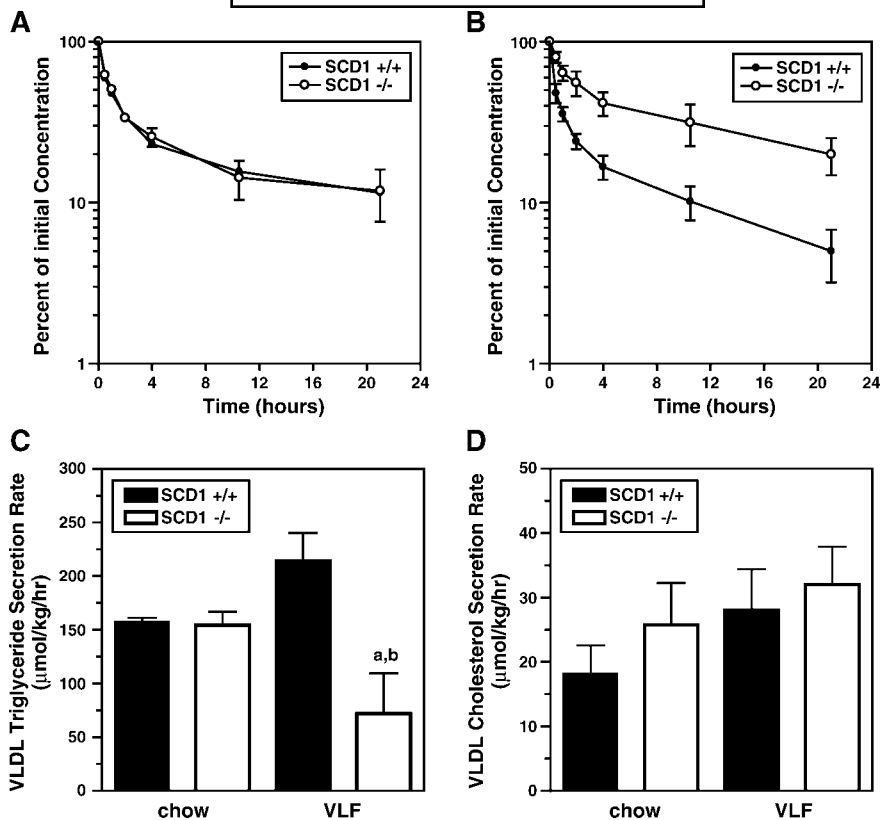 A
Percent of initial Concentration
100
10
1
SCD1 +/+
SCD1 -/-
0 4 8 12 16 20 24
Time (hours)
B
Percent of initial Concentration
100
10
1
SCD1 +/+
SCD1 -/-
0 4 8 12 16 20 24
Time (hours)
C
VLDL Triglyceride Secretion Rate
(µmol/kg/hr)
300
250
200
150
100
50
0
SCD1 +/+
SCD1 -/-
a,b
chow VLF
D
VLDL Cholesterol Secretion Rate
(µmol/kg/hr)
50
40
30
20
10
0
SCD1 +/+
SCD1 -/-
chow VLF